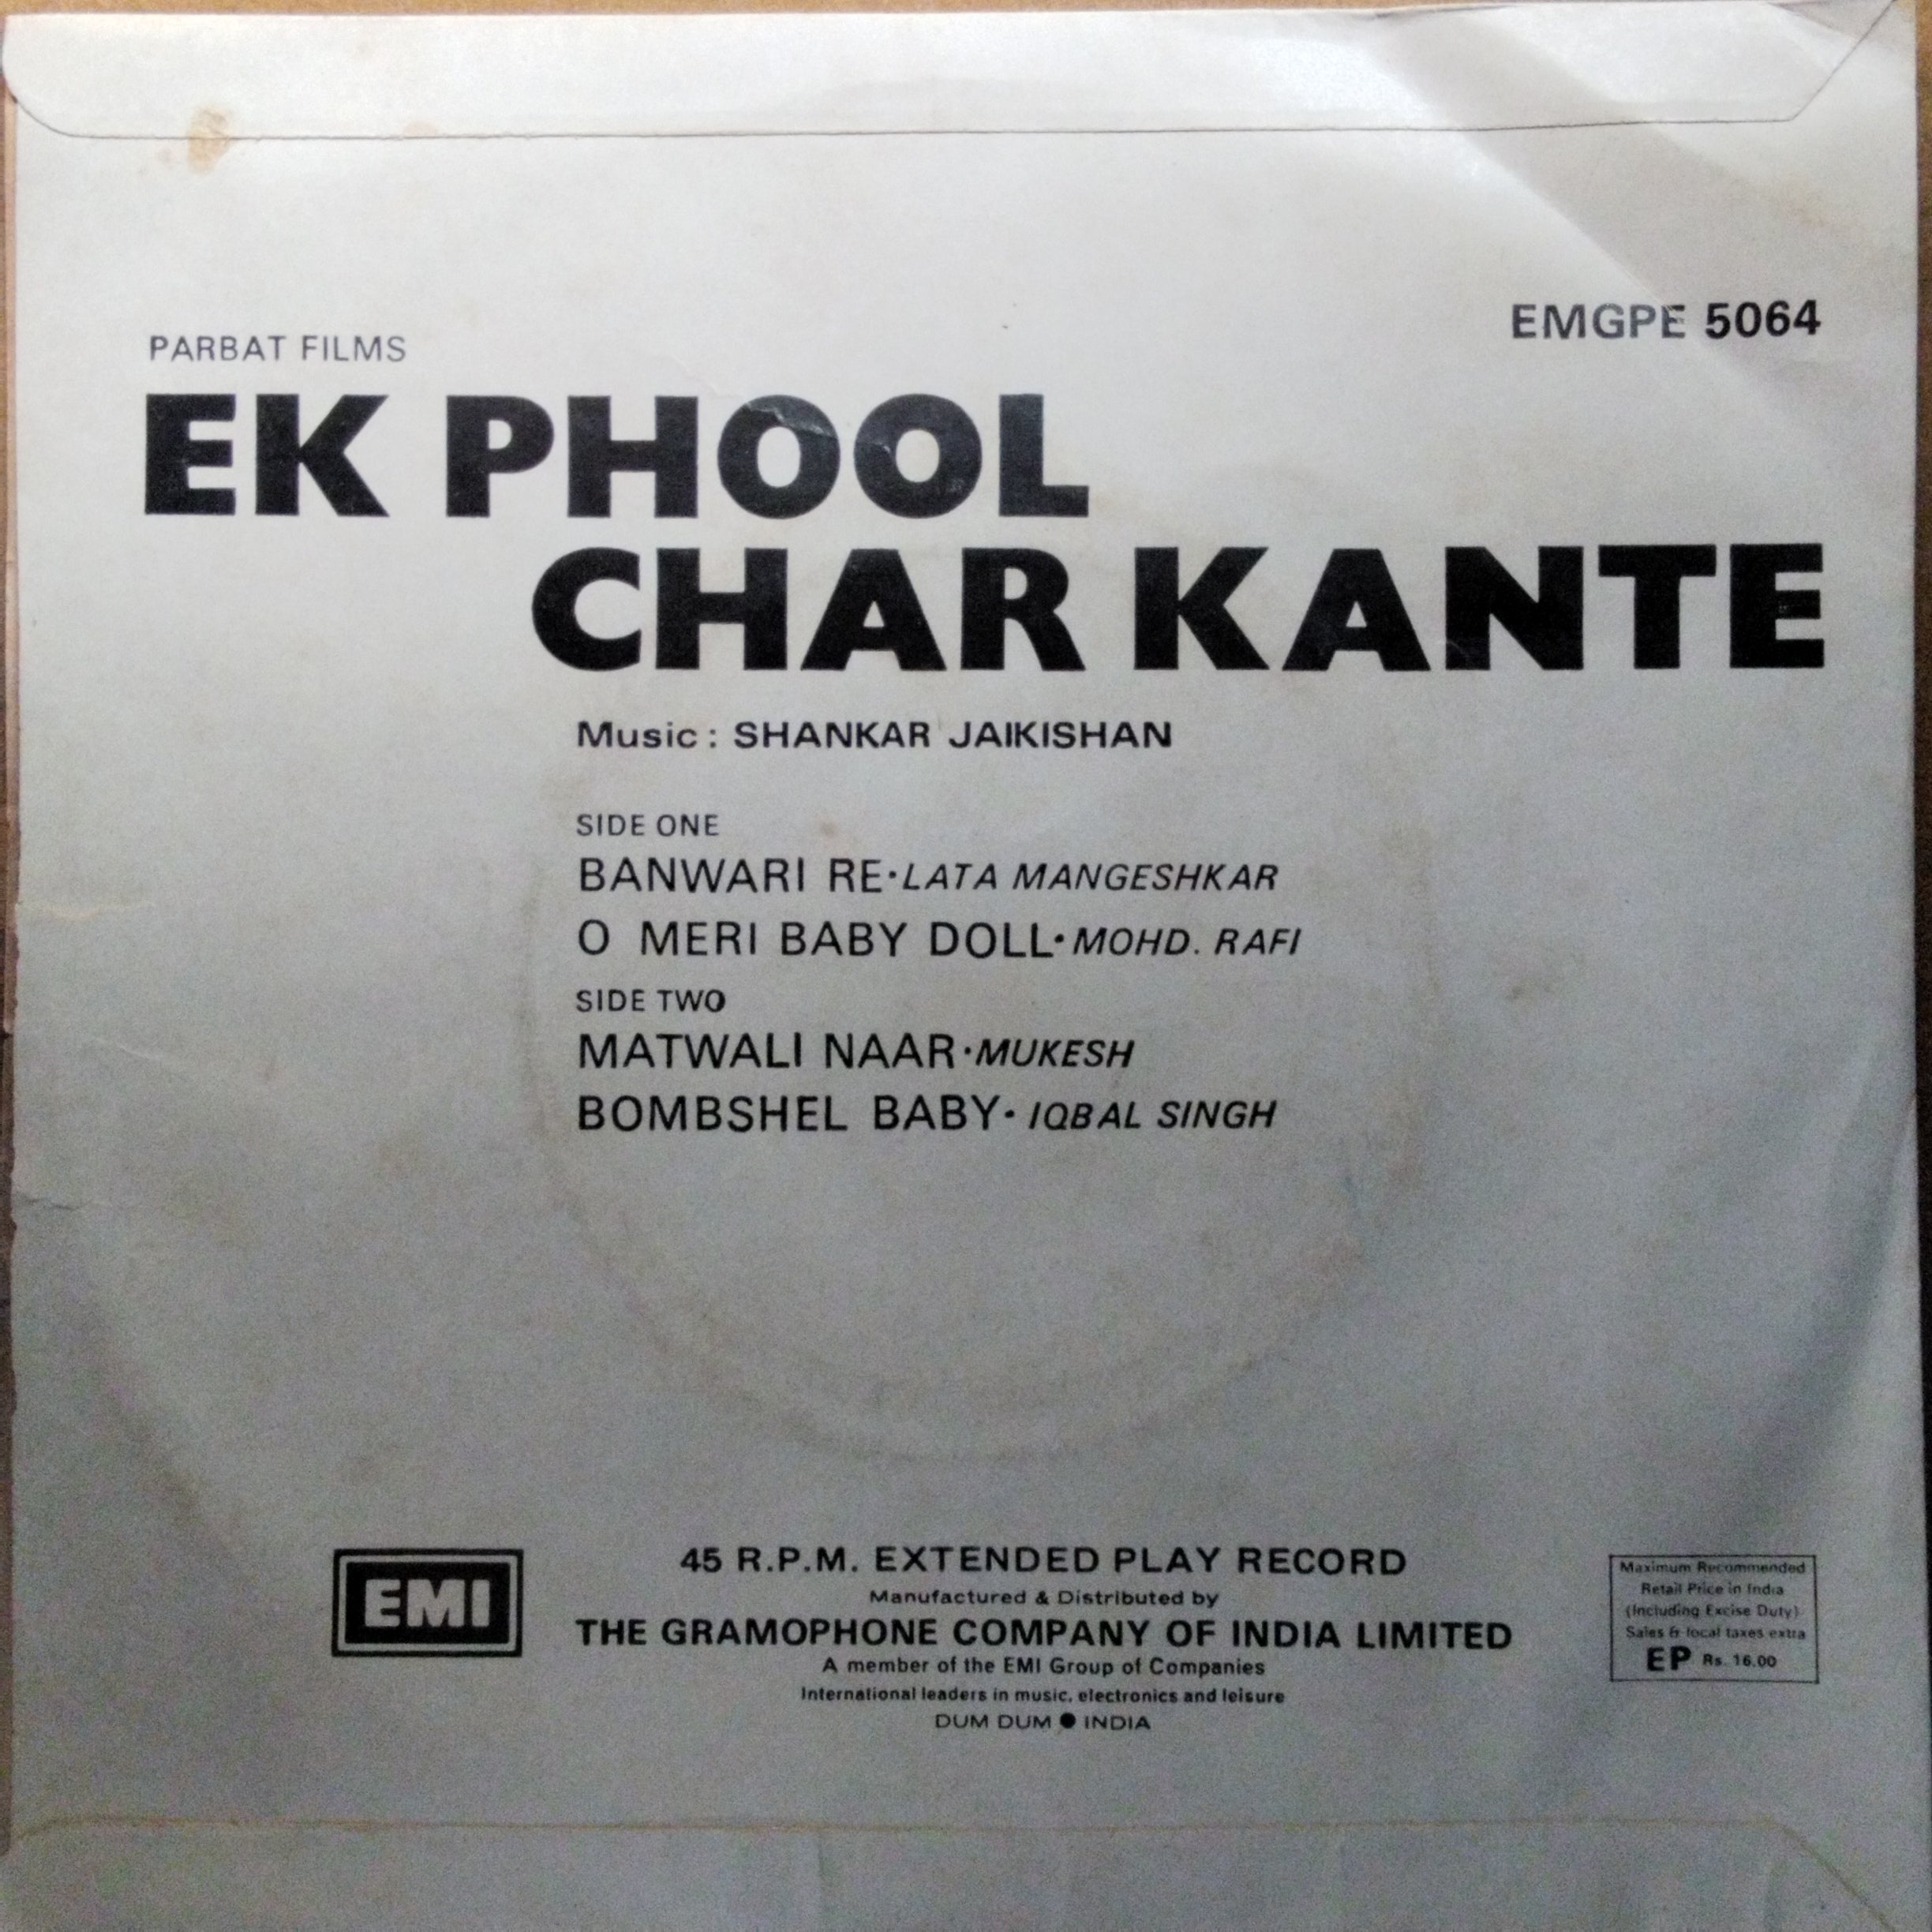 EMGPE 5064
PARBAT FILMS
EK PHOOL
CHAR KANTE
Music : SHANKAR JAIKISHAN
SIDE ONE
BANWARI RE·LATA MANGESHKAR
O MERI BABY DOLL·MOHD. RAFI
SIDE TWO
MATWALI NAAR·MUKESH
BOMBSHEL BABY· IQBAL SINGH
EMI
45 R.P.M. EXTENDED PLAY RECORD
Manufactured & Distributed by
THE GRAMOPHONE COMPANY OF INDIA LIMITED
A member of the EMI Group of Companies
International leaders in music, electronics and leisure
DUM DUM ● INDIA
Maximum Recommended
Retail Price in India
(Including Excise Duty)
Sales & local taxes extra
EP Rs. 16.00